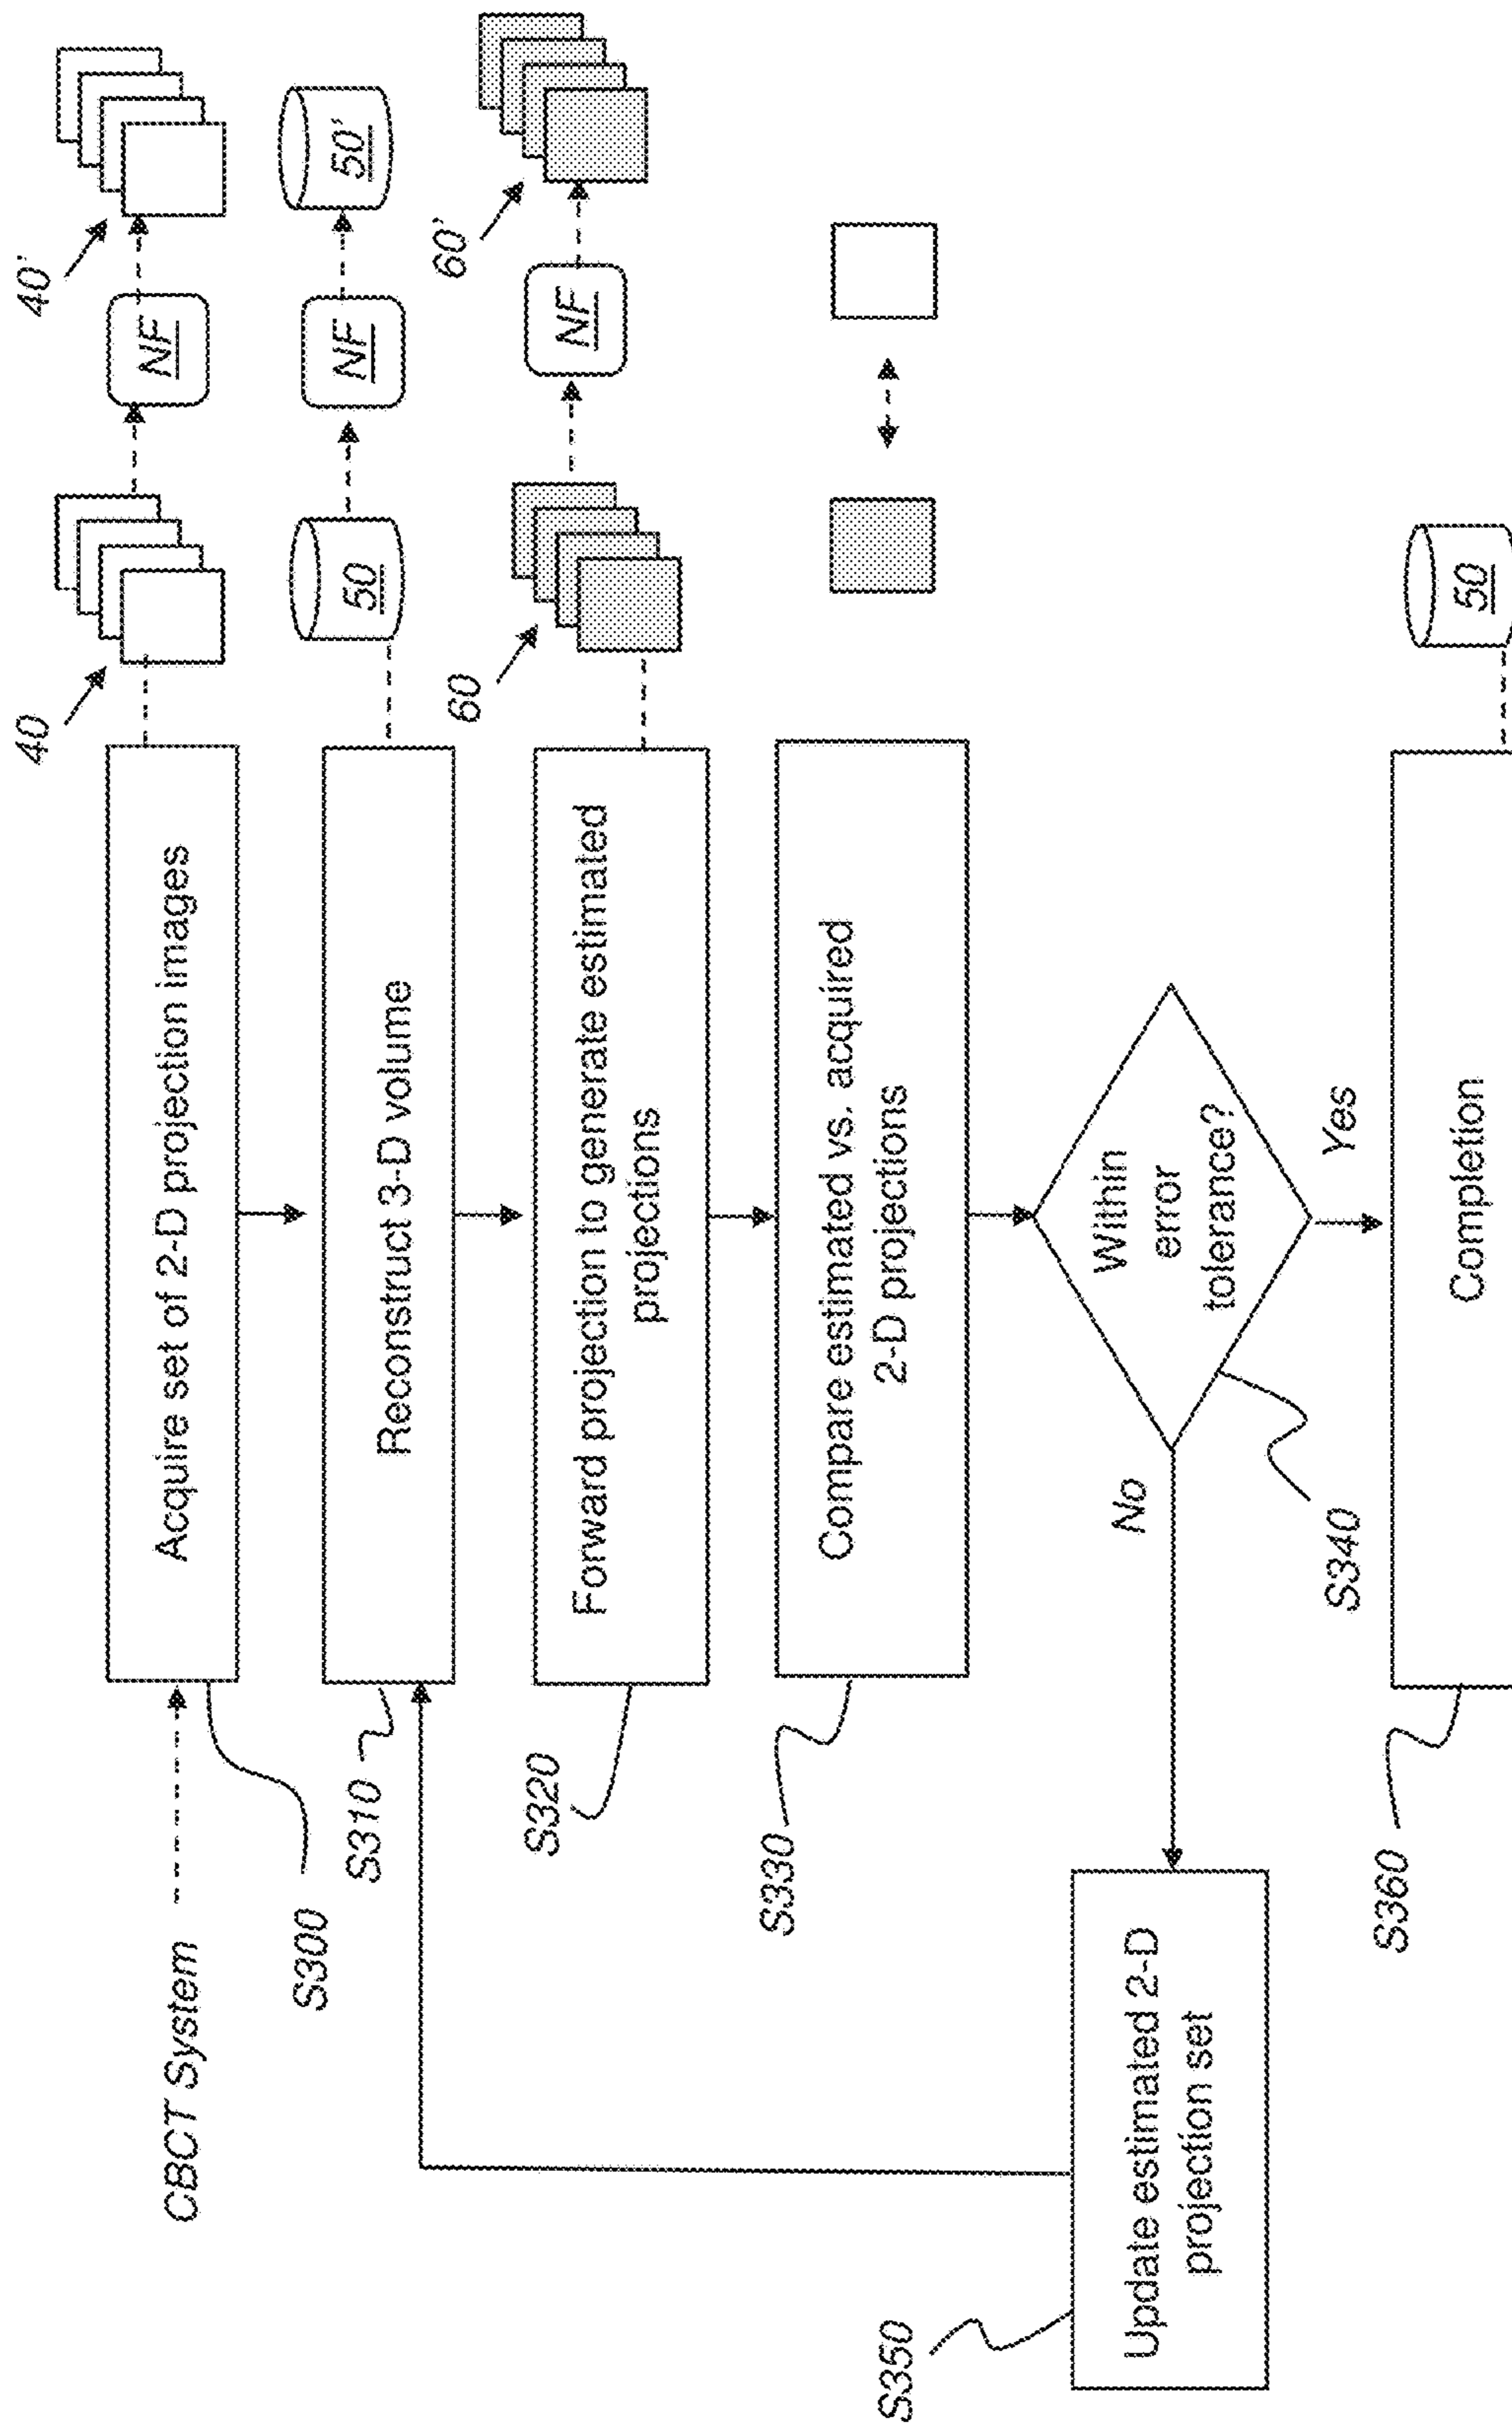 40
40'
CBCT System
Acquire set of 2-D projection images
NF
S300
S310
Reconstruct 3-D volume
50
NF
50'
60
60'
S320
Forward projection to generate estimated
projections
NF
S330
Compare estimated vs. acquired
2-D projections
S350
Update estimated 2-D
projection set
No
Within
error
tolerance?
S340
Yes
S360
Completion
50